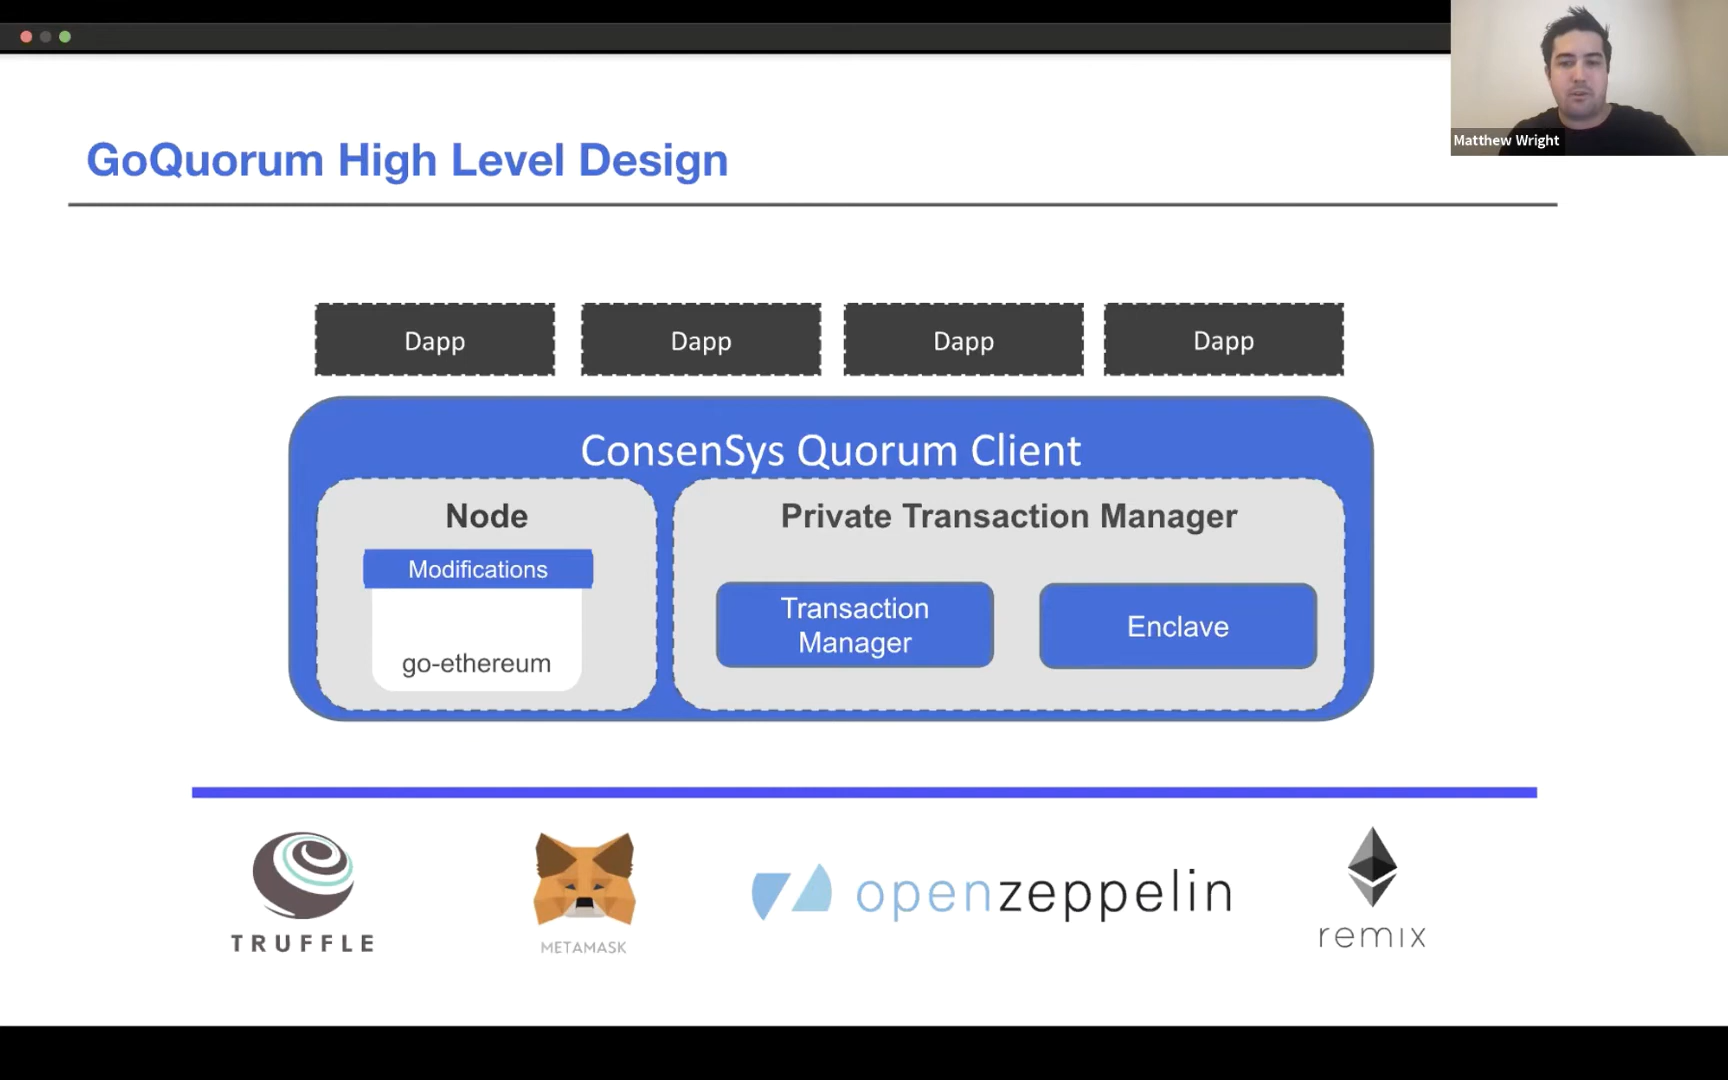 Matthew Wright
GoQuorum High Level Design
Dapp
Dapp
Dapp
Dapp
ConsenSys Quorum Client
Node
Modifications
go-ethereum
Private Transaction Manager
Transaction
Manager
Enclave
TRUFFLE
METAMASK
openzeppelin
remix